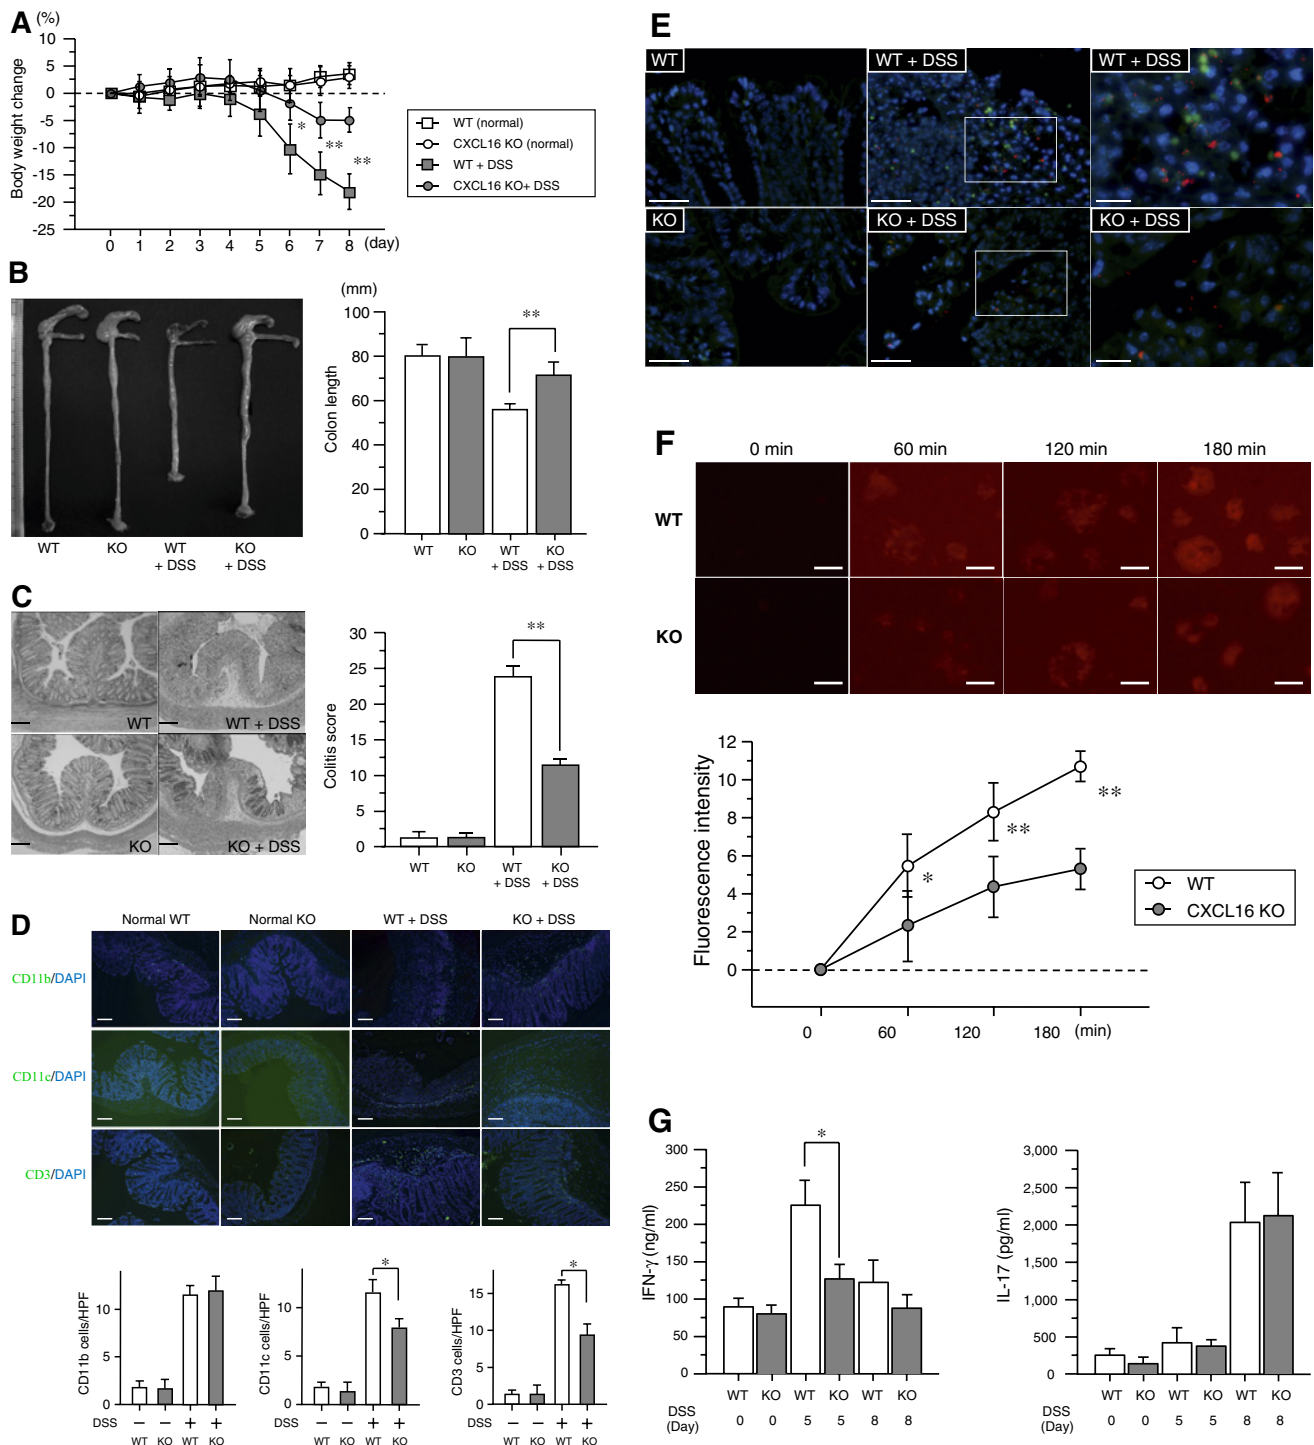 A (%)
Body weight change
10
5
0
-5
-10
-15
-20
-25
*
**
**
0 1 2 3 4 5 6 7 8 (day)
WT (normal)
CXCL16 KO (normal)
WT + DSS
CXCL16 KO+ DSS
B
WT KO WT + DSS KO + DSS
(mm)
Colon length
100
80
60
40
20
0
**
WT KO WT + DSS KO + DSS
C
WT
WT + DSS
KO
KO + DSS
Colitis score
30
25
20
15
10
5
0
**
WT KO WT + DSS KO + DSS
D
Normal WT Normal KO WT + DSS KO + DSS
CD11b/DAPI
CD11c/DAPI
CD3/DAPI
CD11b cells/HPF
10
5
0
DSS − − + +
WT KO WT KO
CD11c cells/HPF
10
5
0
*
− − + +
WT KO WT KO
CD3 cells/HPF
15
10
5
0
*
DSS − − + +
WT KO WT KO
E
WT
WT + DSS
WT + DSS
KO
KO + DSS
KO + DSS
F
0 min 60 min 120 min 180 min
WT
KO
Fluorescence intensity
12
10
8
6
4
2
0
*
**
**
0 60 120 180 (min)
WT
CXCL16 KO
G
IFN-γ (ng/ml)
300
250
200
150
100
50
0
*
WT KO WT KO WT KO
DSS (Day) 0 0 5 5 8 8
IL-17 (pg/ml)
3,000
2,500
2,000
1,500
1,000
500
0
WT KO WT KO WT KO
DSS (Day) 0 0 5 5 8 8